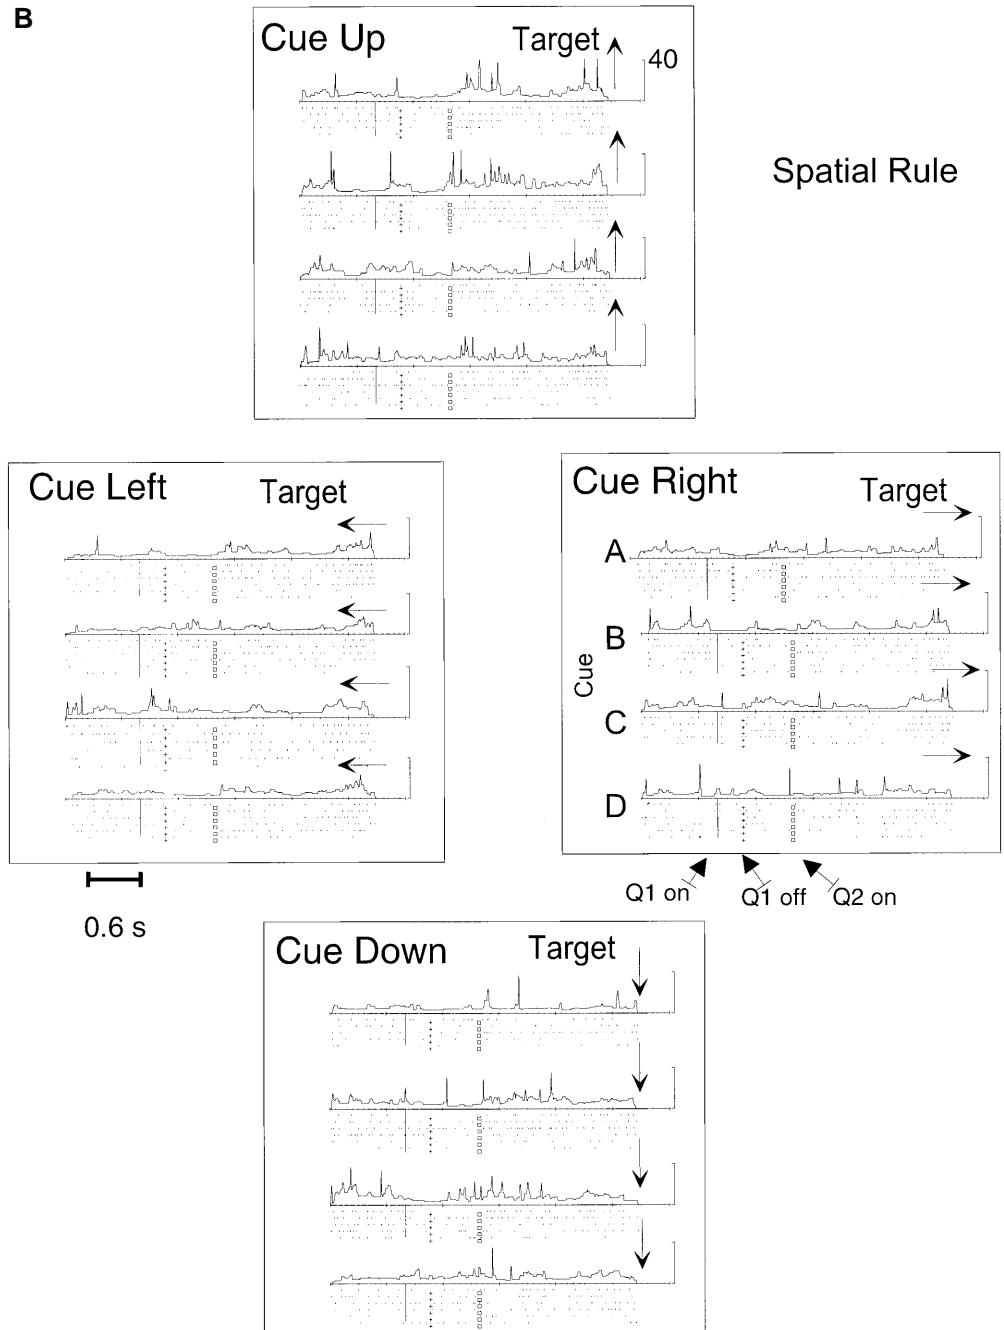 B
Cue Up
Target
40
Spatial Rule
Cue Left
Target
Cue Right
Target
A
B
Cue
C
D
Q1 on
Q1 off
Q2 on
0.6 s
Cue Down
Target